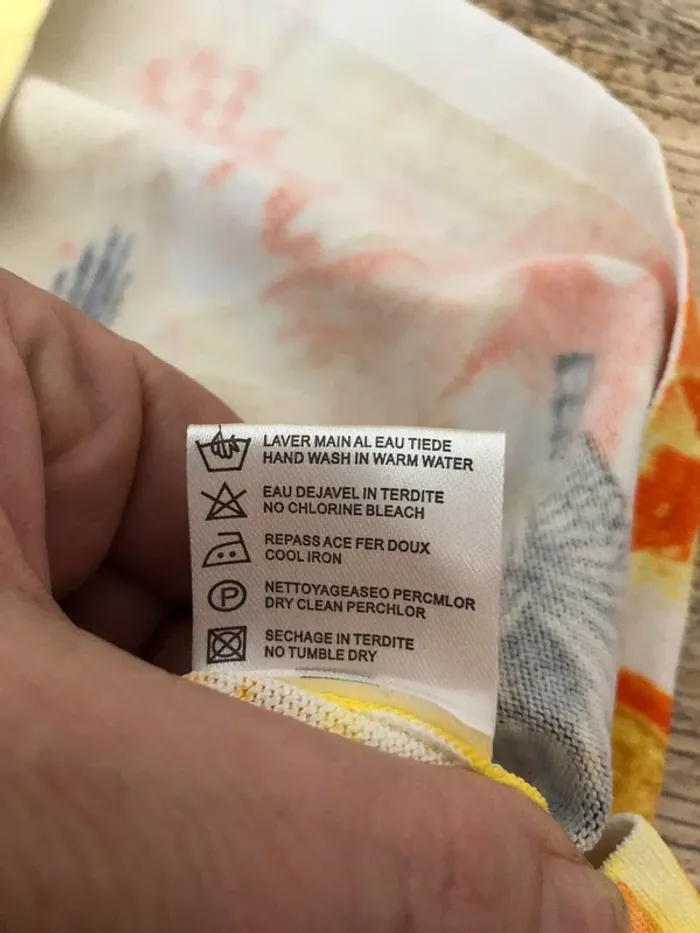 LAVER MAIN AL EAU TIEDE
HAND WASH IN WARM WATER
EAU DEJAVEL IN TERDITE
NO CHLORINE BLEACH
REPASS ACE FER DOUX
COOL IRON
P
NETTOYAGEASEO PERCMLOR
DRY CLEAN PERCHLOR
SECHAGE IN TERDITE
NO TUMBLE DRY